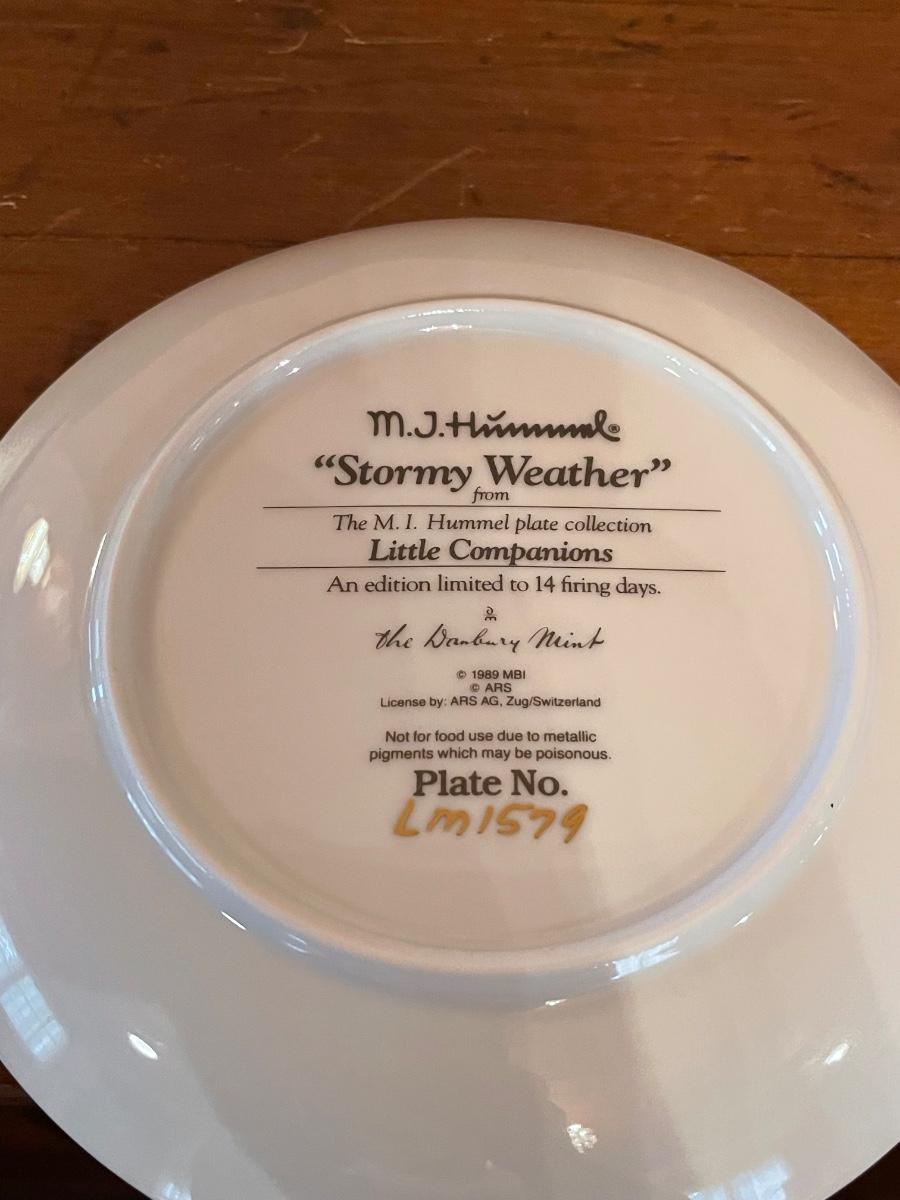 M.J.Hummel®
“Stormy Weather”
from
The M. I. Hummel plate collection
Little Companions
An edition limited to 14 firing days.
the Danbury Mint
© 1989 MBI
© ARS
License by: ARS AG, Zug/Switzerland
Not for food use due to metallic
pigments which may be poisonous.
Plate No.
LM1579